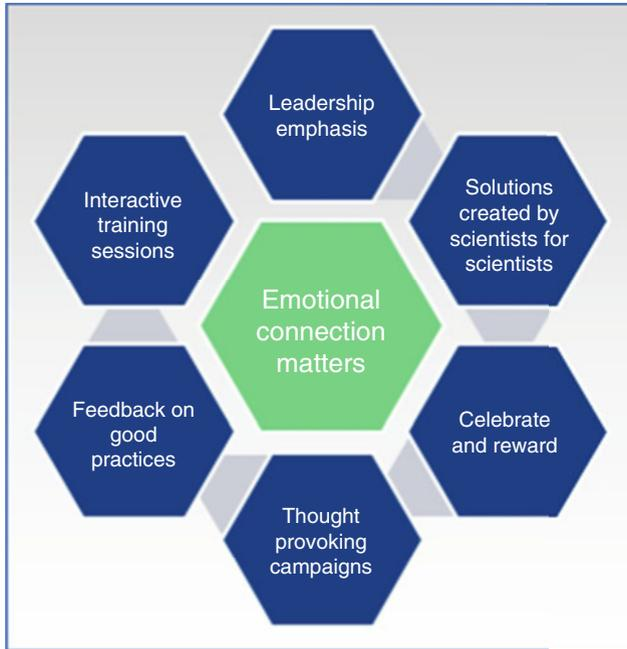 Leadership
emphasis
Solutions
created by
scientists for
scientists
Celebrate
and reward
Thought
provoking
campaigns
Feedback on
good
practices
Interactive
training
sessions
Emotional
connection
matters